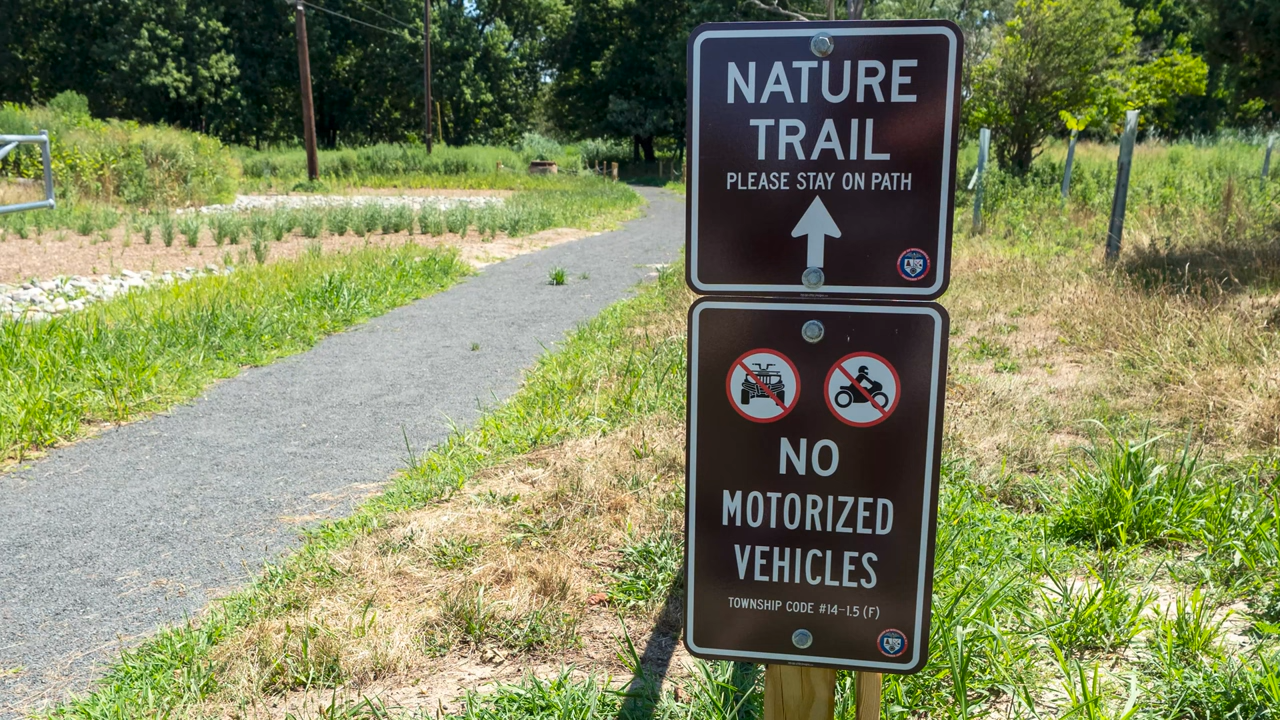 NATURE
TRAIL
PLEASE STAY ON PATH
NO
MOTORIZED
VEHICLES
TOWNSHIP CODE #14-1.5 (F)